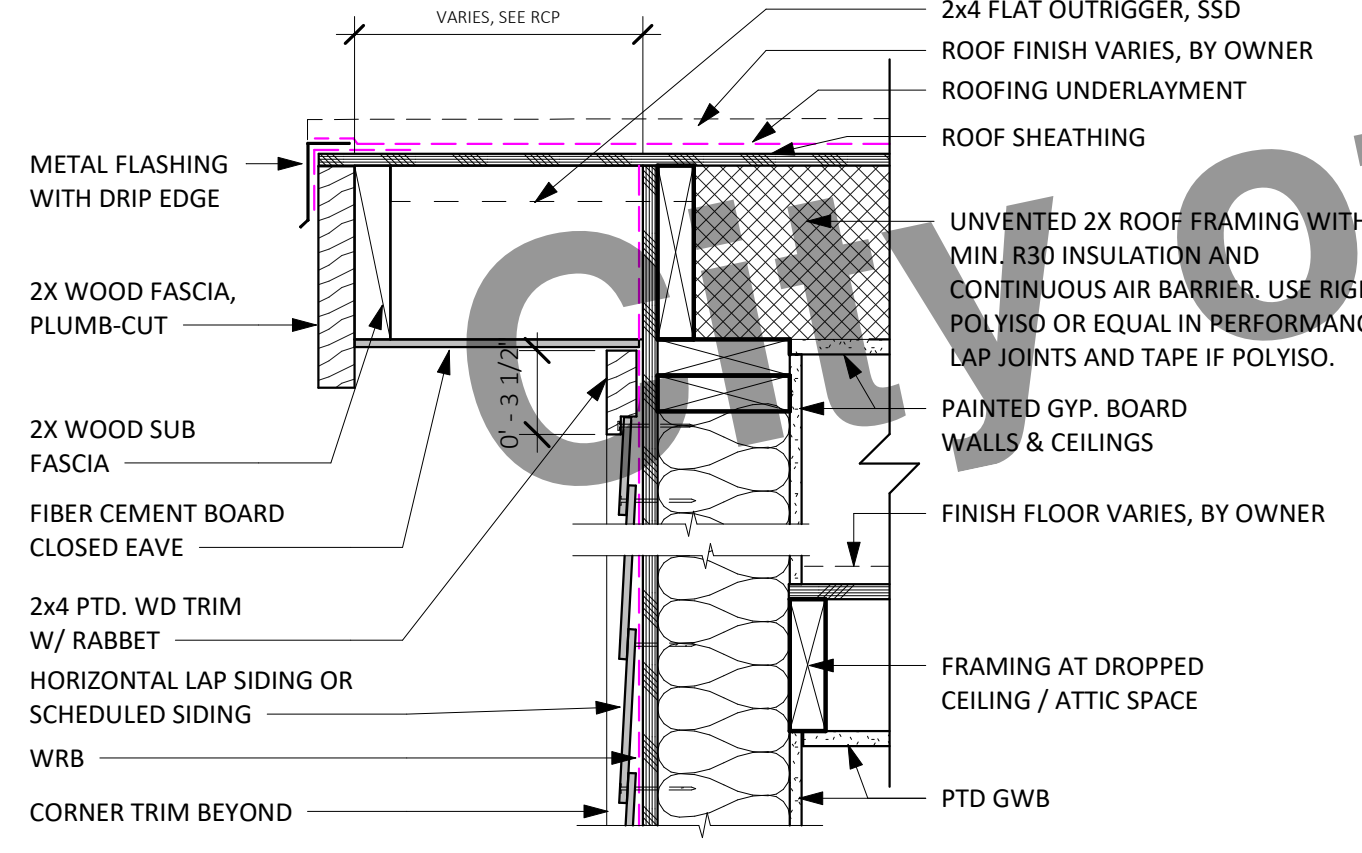 VARIES, SEE RCP
METAL FLASHING
WITH DRIP EDGE
2X WOOD FASCIA,
PLUMB-CUT
2X WOOD SUB
FASCIA
FIBER CEMENT BOARD
CLOSED EAVE
2x4 PTD. WD TRIM
W/ RABBET
HORIZONTAL LAP SIDING OR
SCHEDULED SIDING
WRB
CORNER TRIM BEYOND
0' - 3 1/2"
2x4 FLAT OUTRIGGER, SSD
ROOF FINISH VARIES, BY OWNER
ROOFING UNDERLAYMENT
ROOF SHEATHING
UNVENTED 2X ROOF FRAMING WITH
MIN. R30 INSULATION AND
CONTINUOUS AIR BARRIER. USE
POLYISO OR EQUAL IN
LAP JOINTS AND TAPE IF POLYISO.
PAINTED GYP. BOARD
WALLS & CEILINGS
FINISH FLOOR VARIES, BY OWNER
FRAMING AT DROPPED
CEILING / ATTIC SPACE
PTD GWB
City